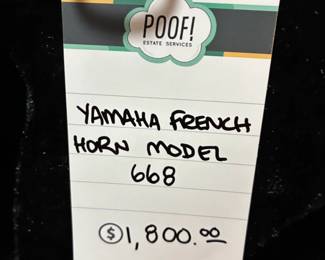 POOF!
ESTATE SERVICES
YAMAHA FRENCH
HORN MODEL
668
$1,800.00